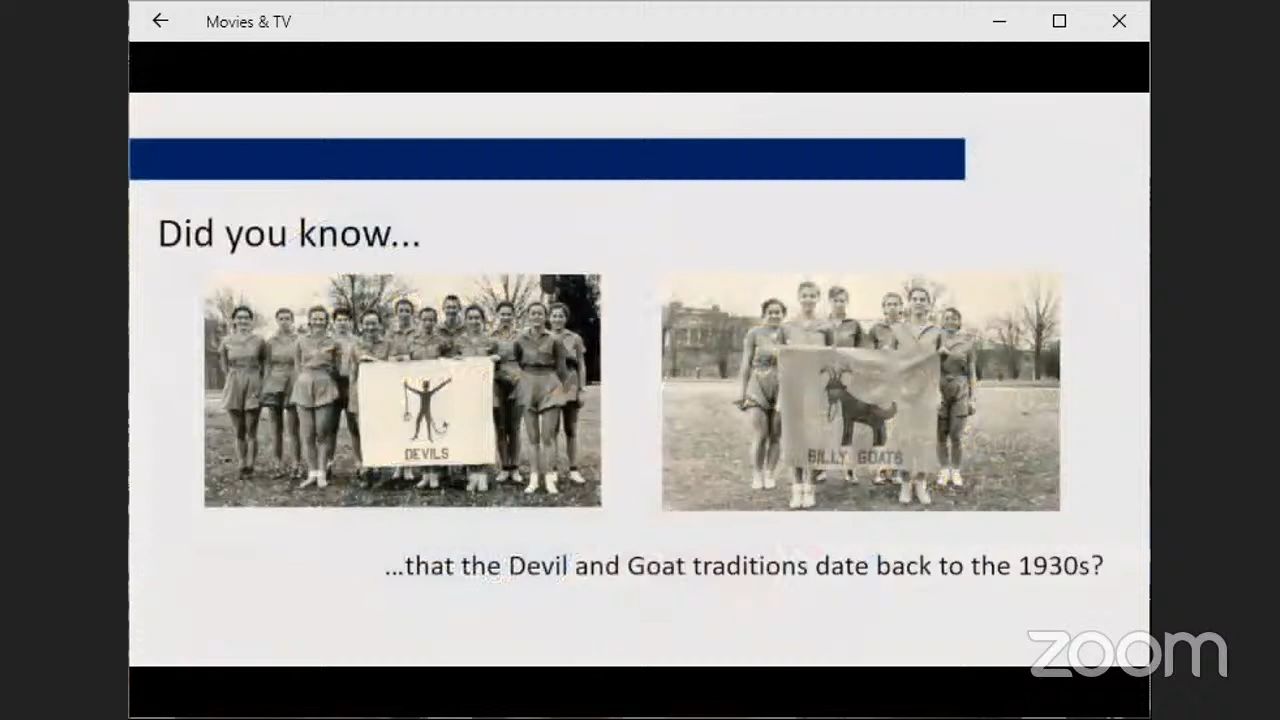 Movies & TV
Did you know...
DEVILS
BILLY GOATS
...that the Devil and Goat traditions date back to the 1930s?
zoom